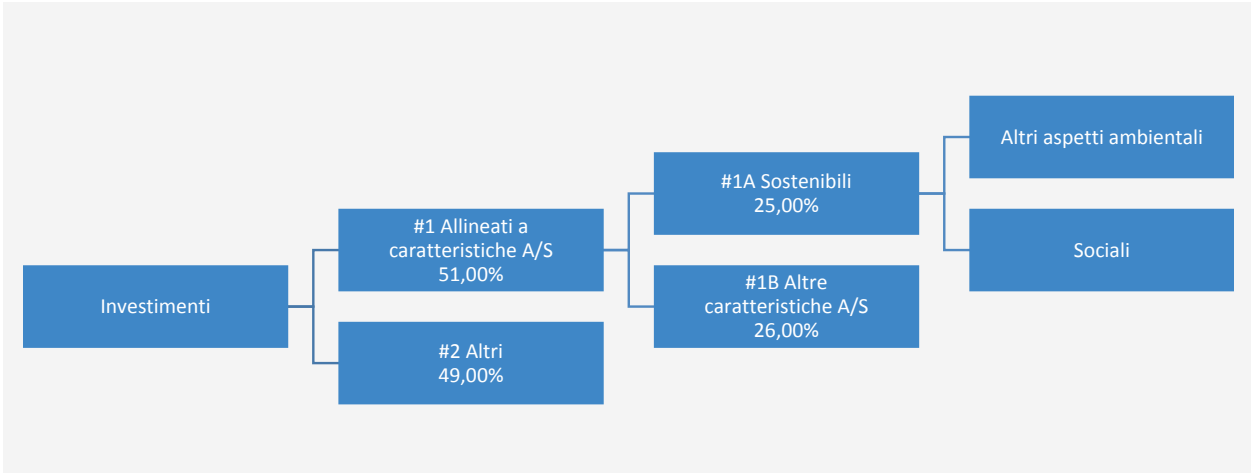 Investimenti
#1 Allineati a
caratteristiche A/S
51,00%
#2 Altri
49,00%
#1A Sostenibili
25,00%
#1B Altre
caratteristiche A/S
26,00%
Altri aspetti ambientali
Sociali